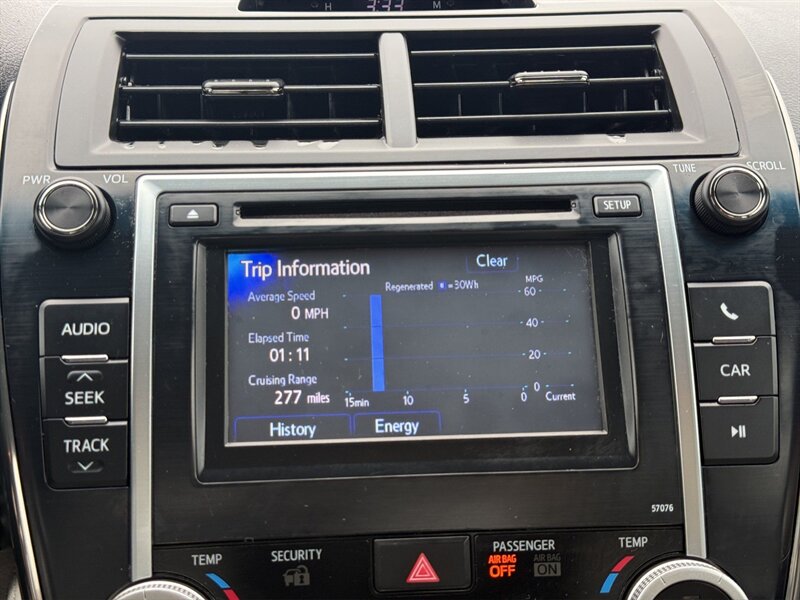 H 3:33 M
PWR VOL
TUNE SCROLL
SETUP
Trip Information Clear
Average Speed
0 MPH
Elapsed Time
01:11
Cruising Range
277 miles
Regenerated = 30Wh
MPG
60
40
20
0
15min 10 5 0 Current
History Energy
AUDIO
SEEK
TRACK
CAR
57076
TEMP
SECURITY
PASSENGER
AIR BAG OFF
AIR BAG ON
TEMP